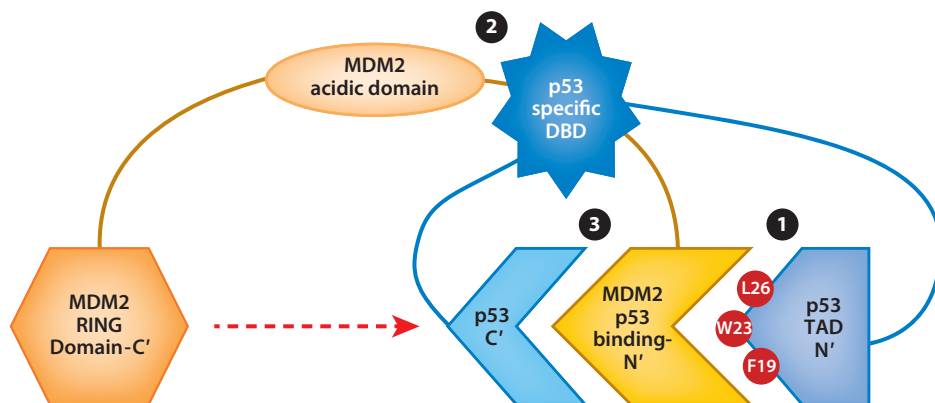 2
MDM2
acidic domain
p53
specific
DBD
3
1
MDM2
RING
Domain-C′
p53
C′
MDM2
p53
binding-
N′
L26
W23
F19
p53
TAD
N′